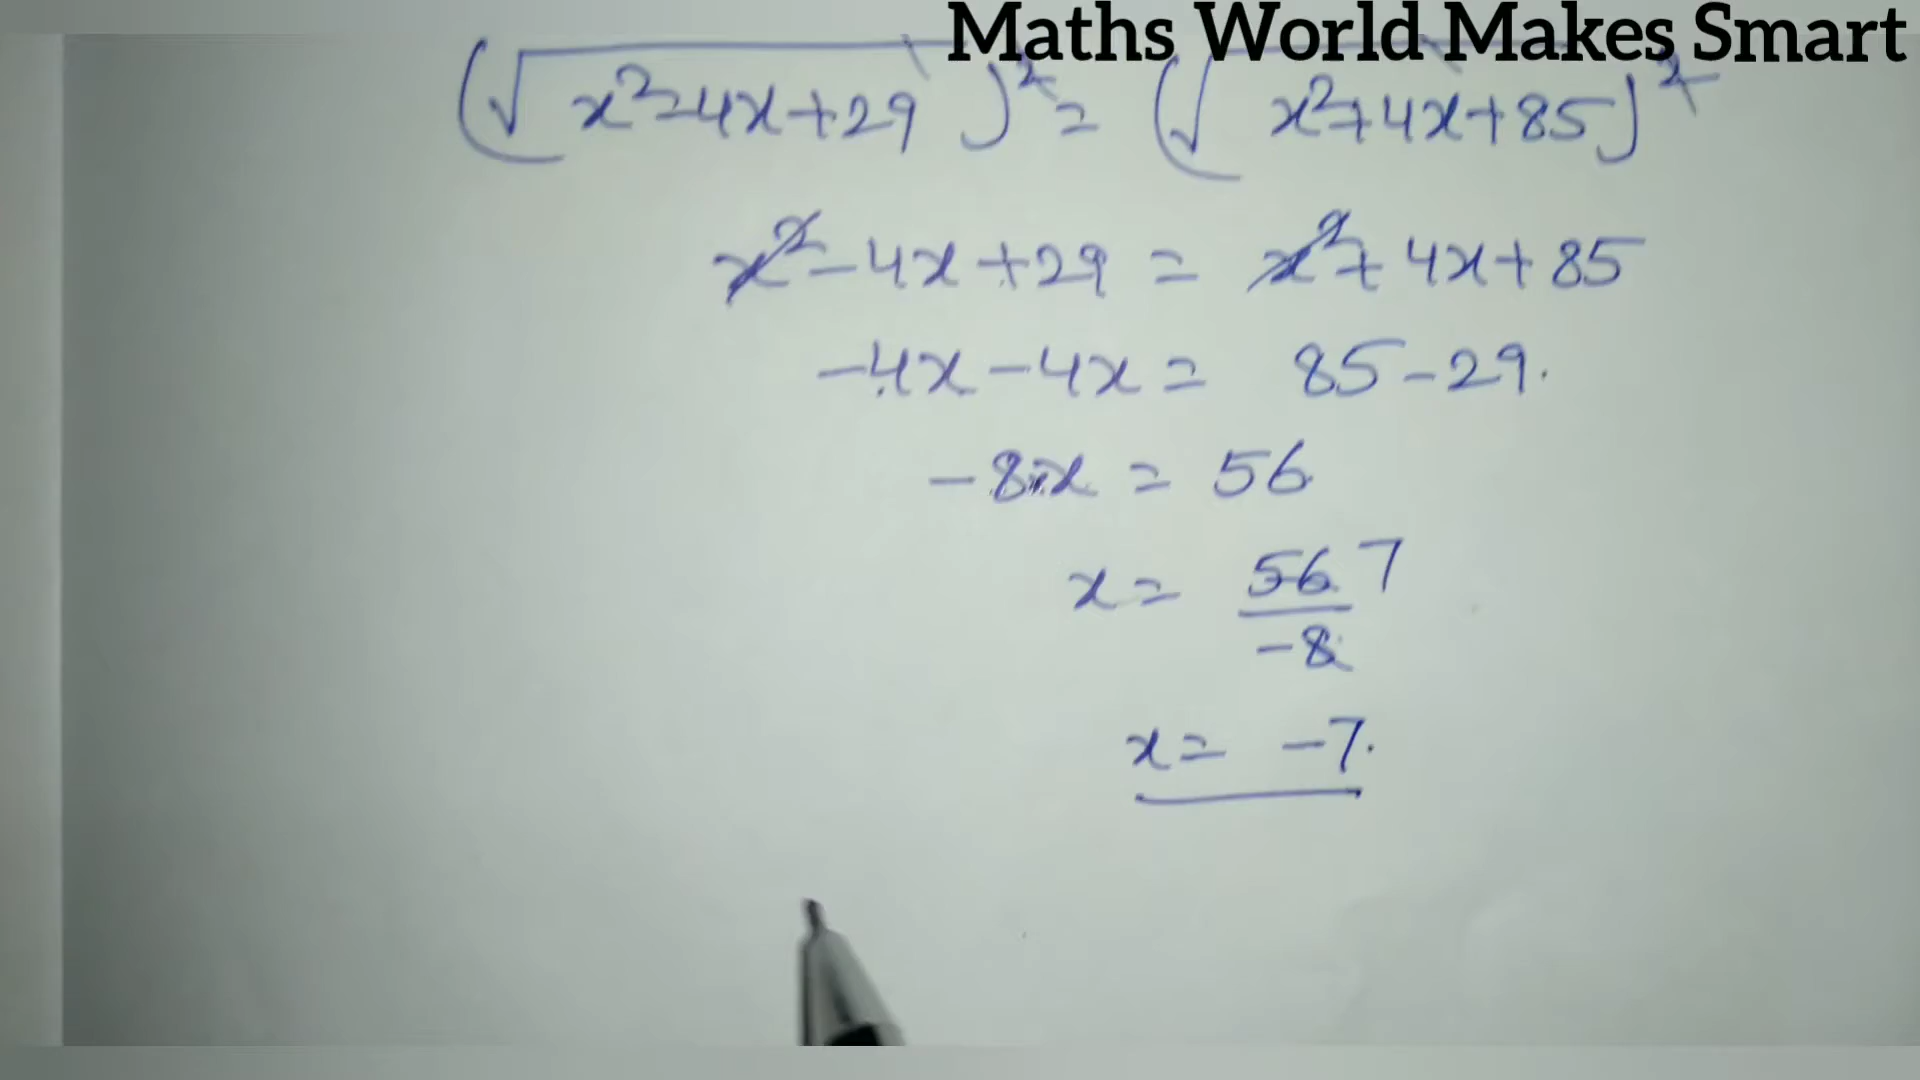 Maths World Makes Smart
(√x²-4x+29)² = (√x²+4x+85)²
x²-4x+29 = x²+4x+85
-4x-4x = 85-29.
-8x = 56
x = 56/-8 7
x = -7.